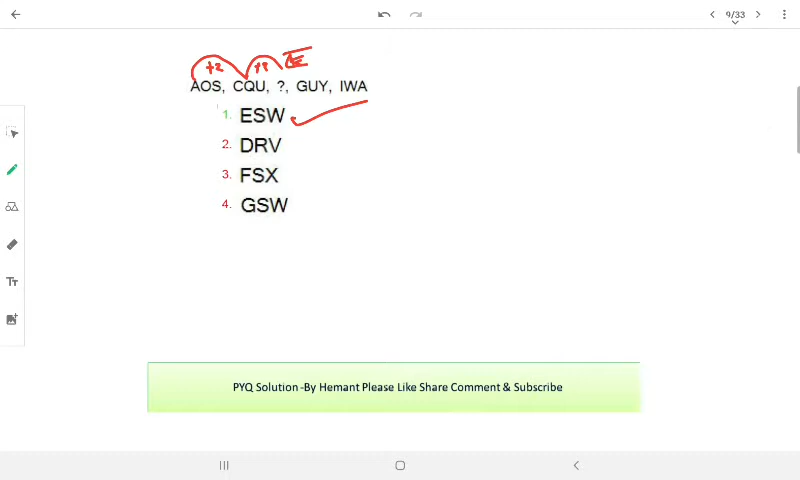 9/33
+2 +2 E
AOS, CQU, ?, GUY, IWA
1. ESW
2. DRV
3. FSX
4. GSW
Tт
PYQ Solution -By Hemant Please Like Share Comment & Subscribe